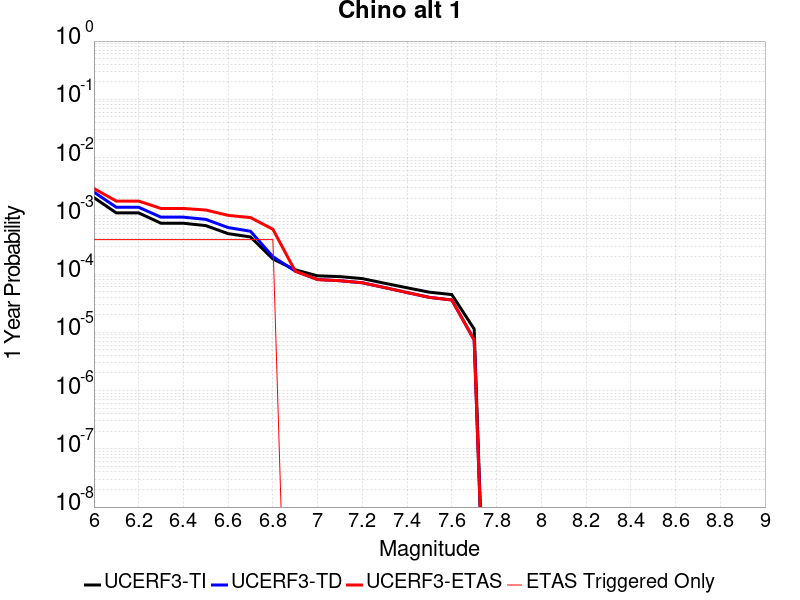 Chino alt 1
1 Year Probability
10^0
10^-1
10^-2
10^-3
10^-4
10^-5
10^-6
10^-7
10^-8
6 6.2 6.4 6.6 6.8 7 7.2 7.4 7.6 7.8 8 8.2 8.4 8.6 8.8 9
Magnitude
UCERF3-TI UCERF3-TD UCERF3-ETAS ETAS Triggered Only